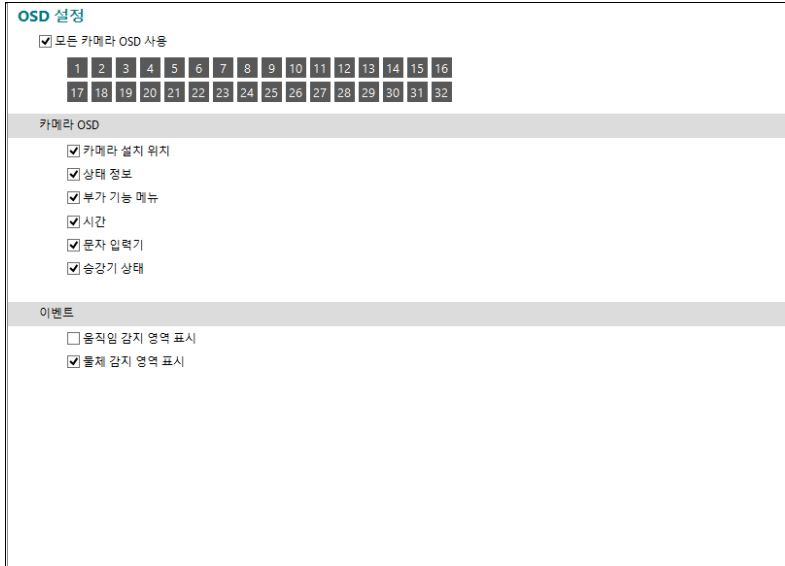 OSD 설정
모든 카메라 OSD 사용
1 2 3 4 5 6 7 8 9 10 11 12 13 14 15 16
17 18 19 20 21 22 23 24 25 26 27 28 29 30 31 32
카메라 OSD
카메라 설치 위치
상태 정보
부가 기능 메뉴
시간
문자 입력기
승강기 상태
이벤트
움직임 감지 영역 표시
물체 감지 영역 표시